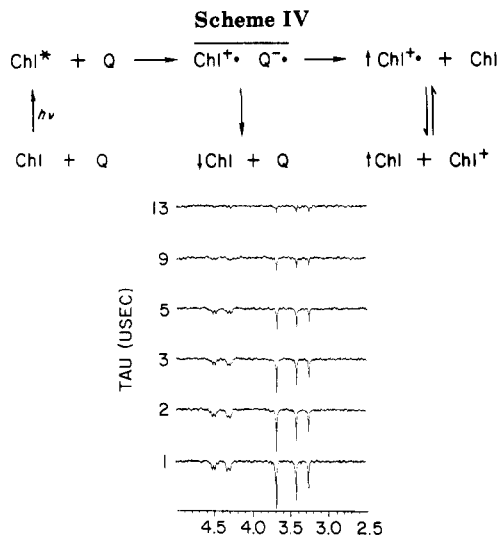 Scheme IV
Chl* + Q → Chl+• Q−• → ↑Chl+• + Chl
hν
Chl + Q ↓Chl + Q ↑Chl + Chl+
TAU (USEC)
13
9
5
3
2
1
4.5 4.0 3.5 3.0 2.5